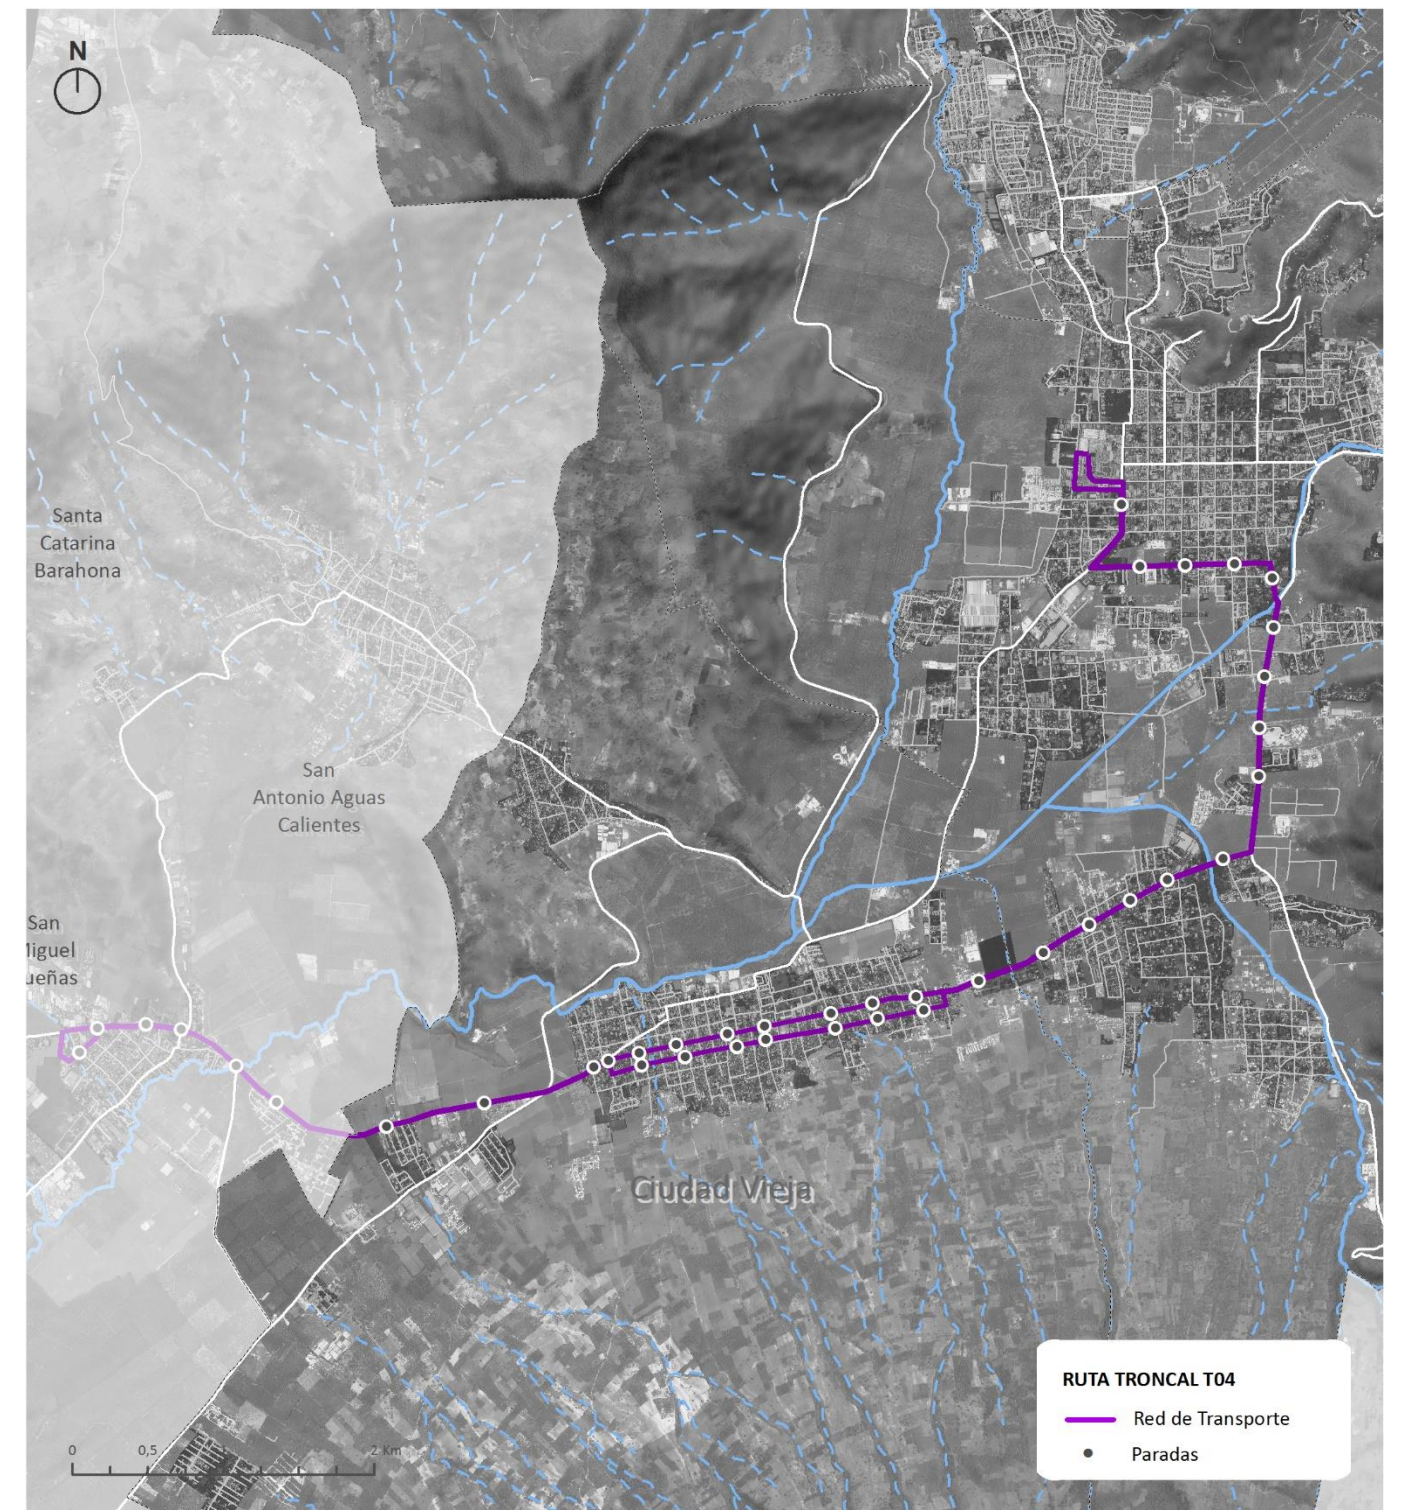 N
Santa
Catarina
Barahona
San
Antonio Aguas
Calientes
San
Miguel
ueñas
Ciudad Vieja
RUTA TRONCAL T04
Red de Transporte
Paradas
0 0,5 2 Km